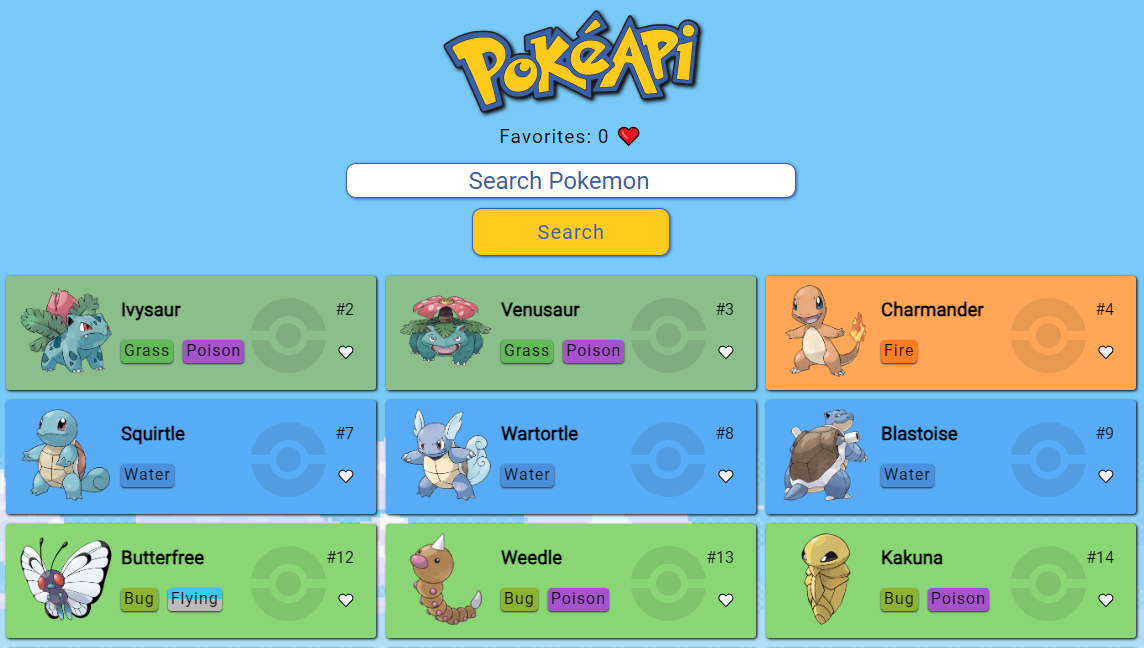 PokéApi
Favorites: 0
Search Pokemon
Search
Ivysaur #2
Grass Poison
Venusaur #3
Grass Poison
Charmander #4
Fire
Squirtle #7
Water
Wartortle #8
Water
Blastoise #9
Water
Butterfree #12
Bug Flying
Weedle #13
Bug Poison
Kakuna #14
Bug Poison